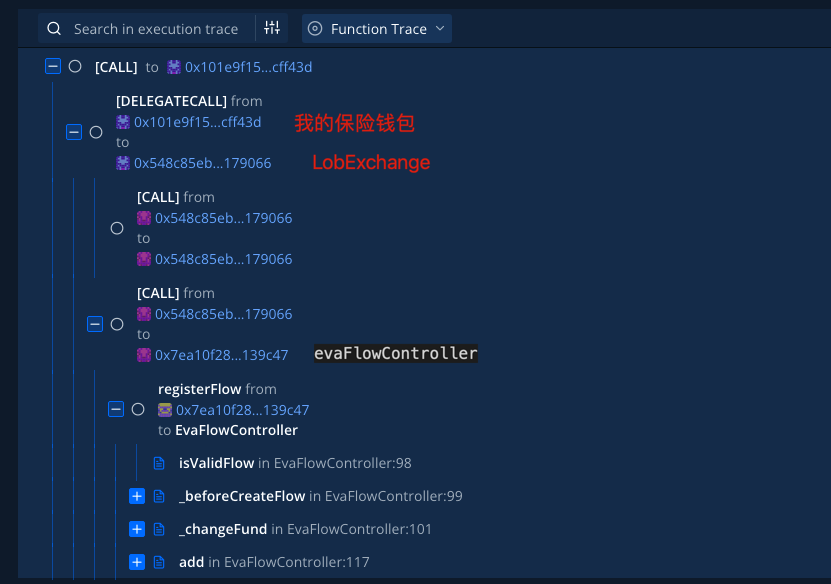 Search in execution trace
Function Trace
[CALL] to 0x101e9f15...cff43d
[DELEGATECALL] from
0x101e9f15...cff43d 我的保险钱包
to
0x548c85eb...179066 LobExchange
[CALL] from
0x548c85eb...179066
to
0x548c85eb...179066
[CALL] from
0x548c85eb...179066
to
0x7ea10f28...139c47 evaFlowController
registerFlow from
0x7ea10f28...139c47
to EvaFlowController
isValidFlow in EvaFlowController:98
_beforeCreateFlow in EvaFlowController:99
_changeFund in EvaFlowController:101
add in EvaFlowController:117